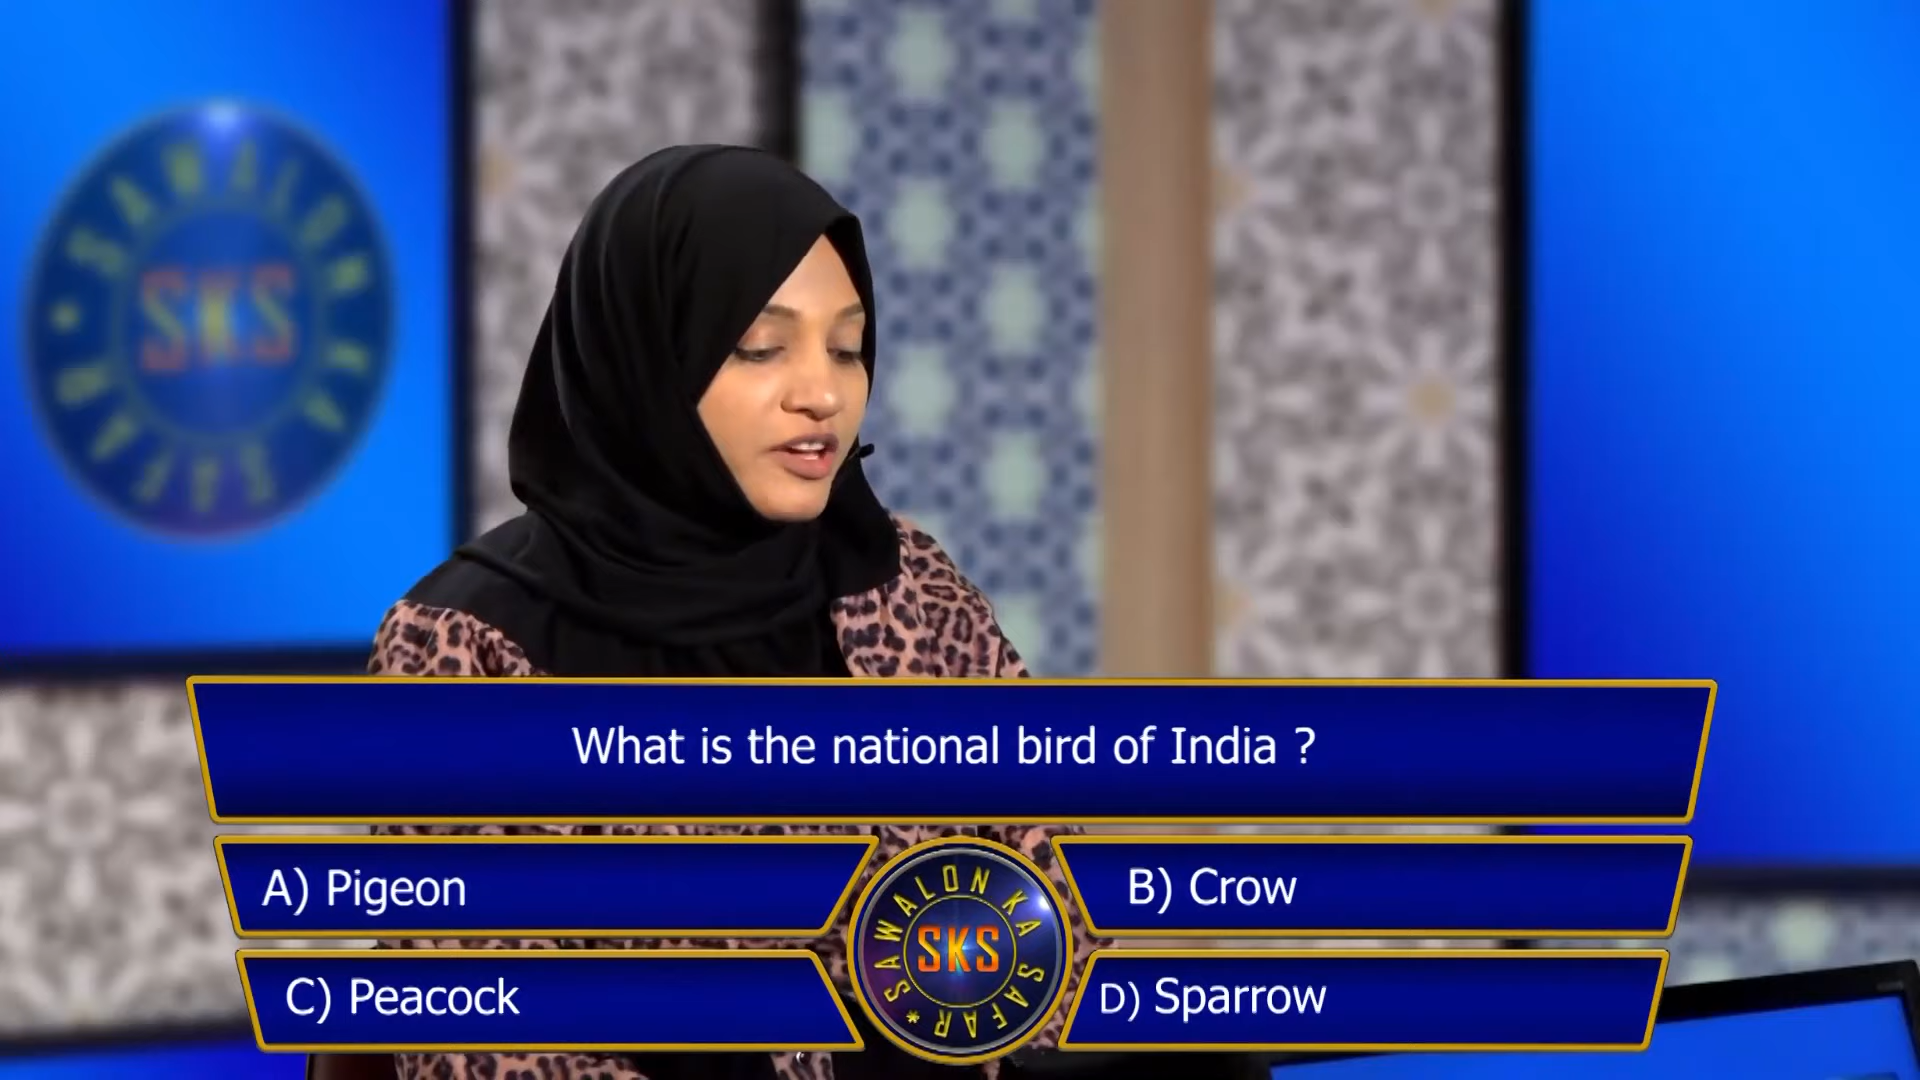 SAWALON KA SAFAR *
SKS
What is the national bird of India ?
A) Pigeon
B) Crow
C) Peacock
D) Sparrow
SAWALON KA SAFAR *
SKS